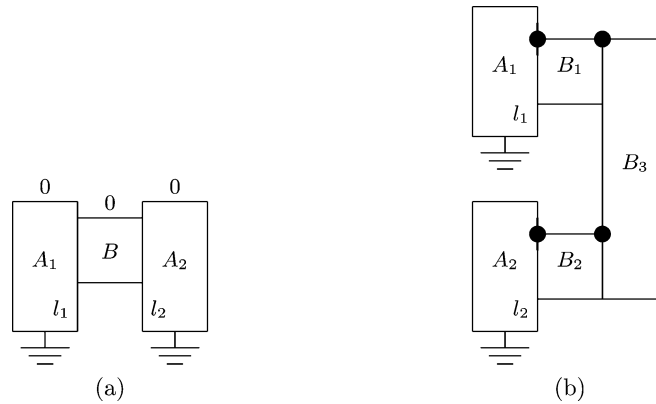 A₁ B₁
l₁
B₃
0 0 0
A₁ B A₂
l₁ l₂
A₂ B₂
l₂
(a) (b)